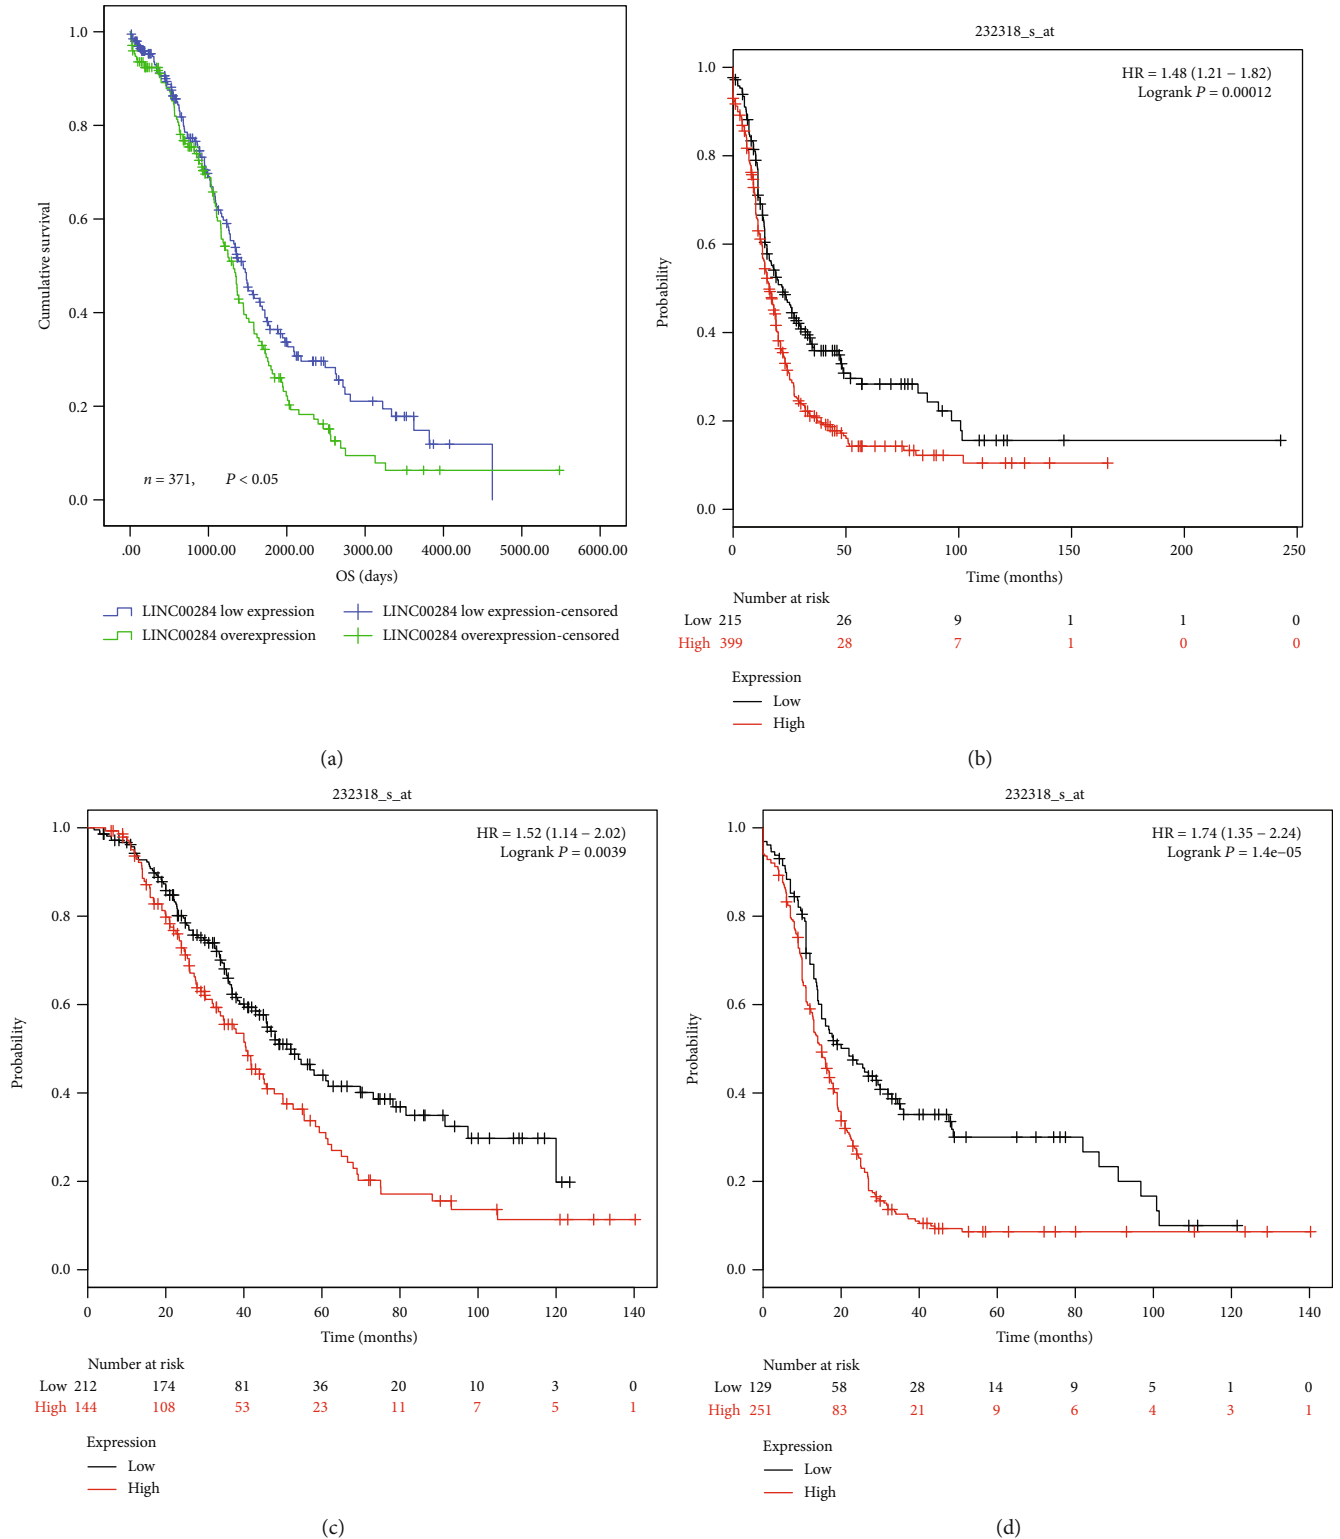 1.0
0.8
0.6
0.4
0.2
0.0
Cumulative survival
n = 371, P < 0.05
.00 1000.00 2000.00 3000.00 4000.00 5000.00 6000.00
OS (days)
LINC00284 low expression LINC00284 low expression-censored
LINC00284 overexpression LINC00284 overexpression-censored
(a)
232318_s_at
HR = 1.48 (1.21 – 1.82)
Logrank P = 0.00012
1.0
0.8
0.6
0.4
0.2
0.0
Probability
0 50 100 150 200 250
Time (months)
Number at risk
Low 215 26 9 1 1 0
High 399 28 7 1 0 0
Expression
Low
High
(b)
232318_s_at
HR = 1.52 (1.14 – 2.02)
Logrank P = 0.0039
1.0
0.8
0.6
0.4
0.2
0.0
Probability
0 20 40 60 80 100 120 140
Time (months)
Number at risk
Low 212 174 81 36 20 10 3 0
High 144 108 53 23 11 7 5 1
Expression
Low
High
(c)
232318_s_at
HR = 1.74 (1.35 – 2.24)
Logrank P = 1.4e–05
1.0
0.8
0.6
0.4
0.2
0.0
Probability
0 20 40 60 80 100 120 140
Time (months)
Number at risk
Low 129 58 28 14 9 5 1 0
High 251 83 21 9 6 4 3 1
Expression
Low
High
(d)